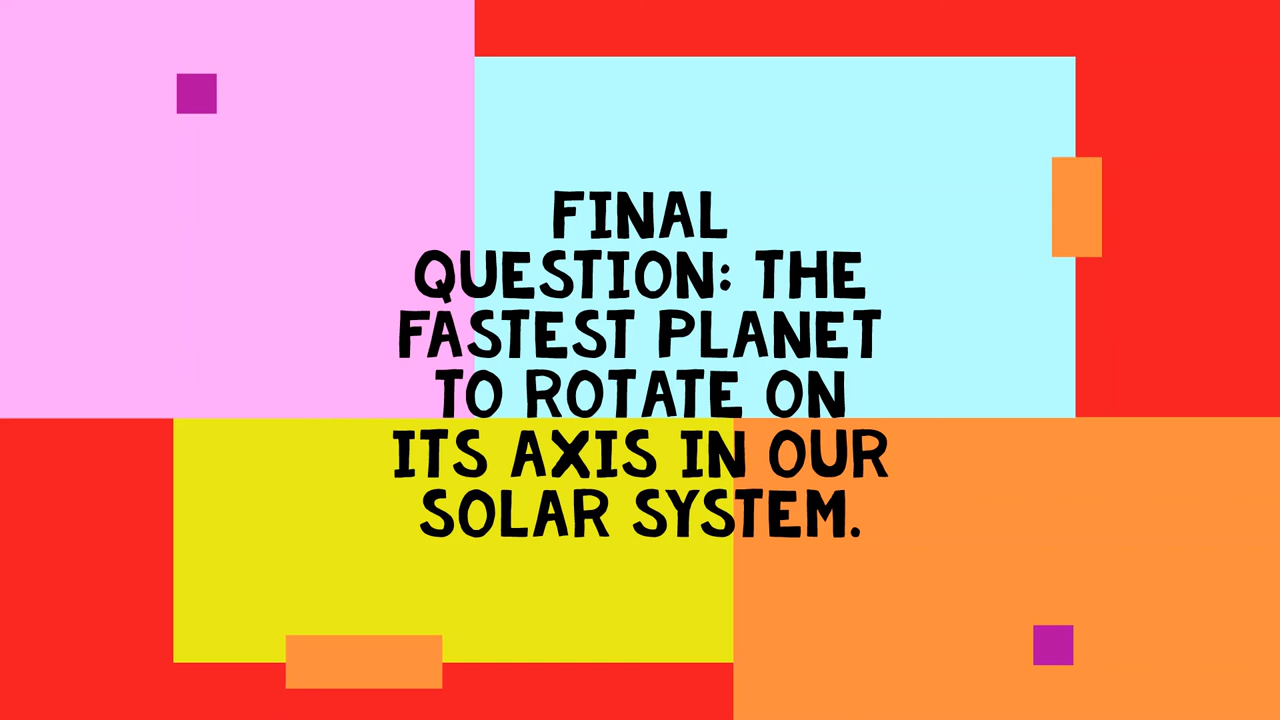 FINAL
QUESTION: THE
FASTEST PLANET
TO ROTATE ON
ITS AXIS IN OUR
SOLAR SYSTEM.